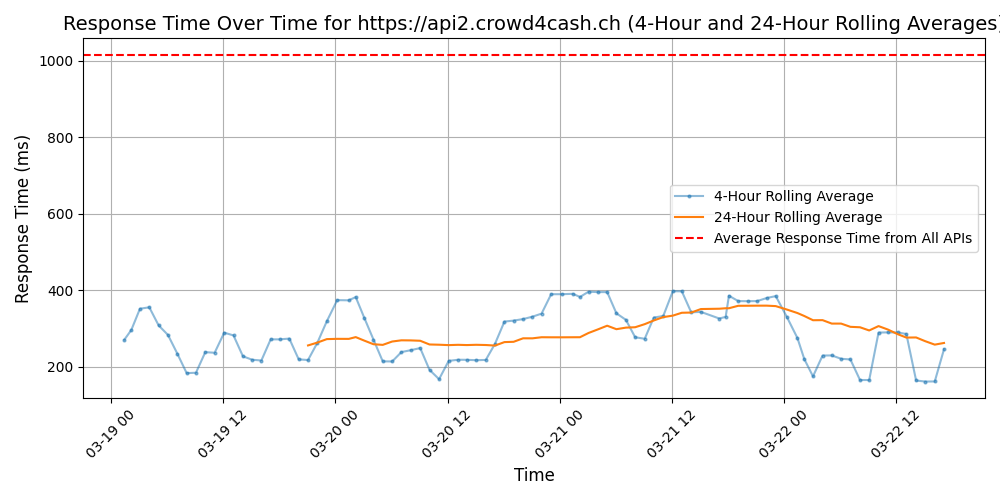 Response Time Over Time for https://api2.crowd4cash.ch (4-Hour and 24-Hour Rolling Averages)
Response Time (ms)
1000
800
600
400
200
4-Hour Rolling Average
24-Hour Rolling Average
Average Response Time from All APIs
03-19 00
03-19 12
03-20 00
03-20 12
03-21 00
03-21 12
03-22 00
03-22 12
Time